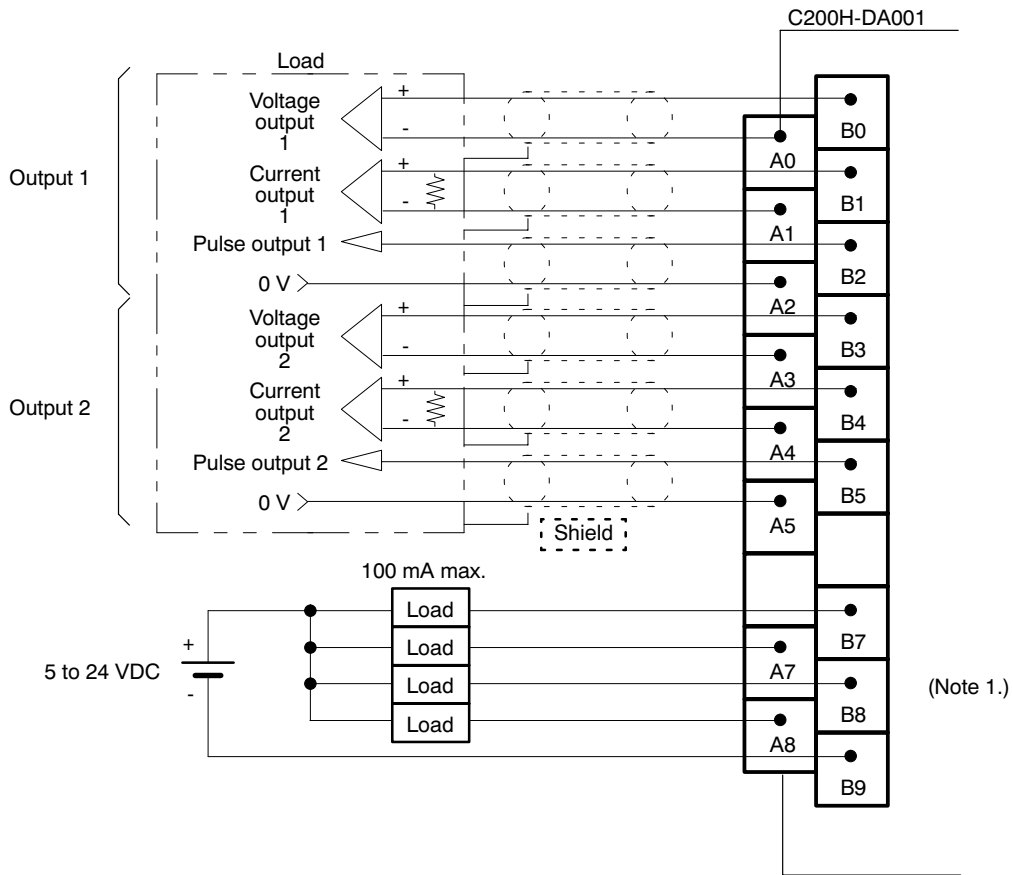 C200H-DA001
Load
Output 1
Voltage
output
1
+
-
B0
A0
Current
output
1
+
-
B1
A1
Pulse output 1
B2
0 V
A2
Output 2
Voltage
output
2
+
-
B3
A3
Current
output
2
+
-
B4
A4
Pulse output 2
B5
0 V
A5
Shield
100 mA max.
Load
B7
Load
A7
5 to 24 VDC
+
-
Load
B8
(Note 1.)
Load
A8
B9